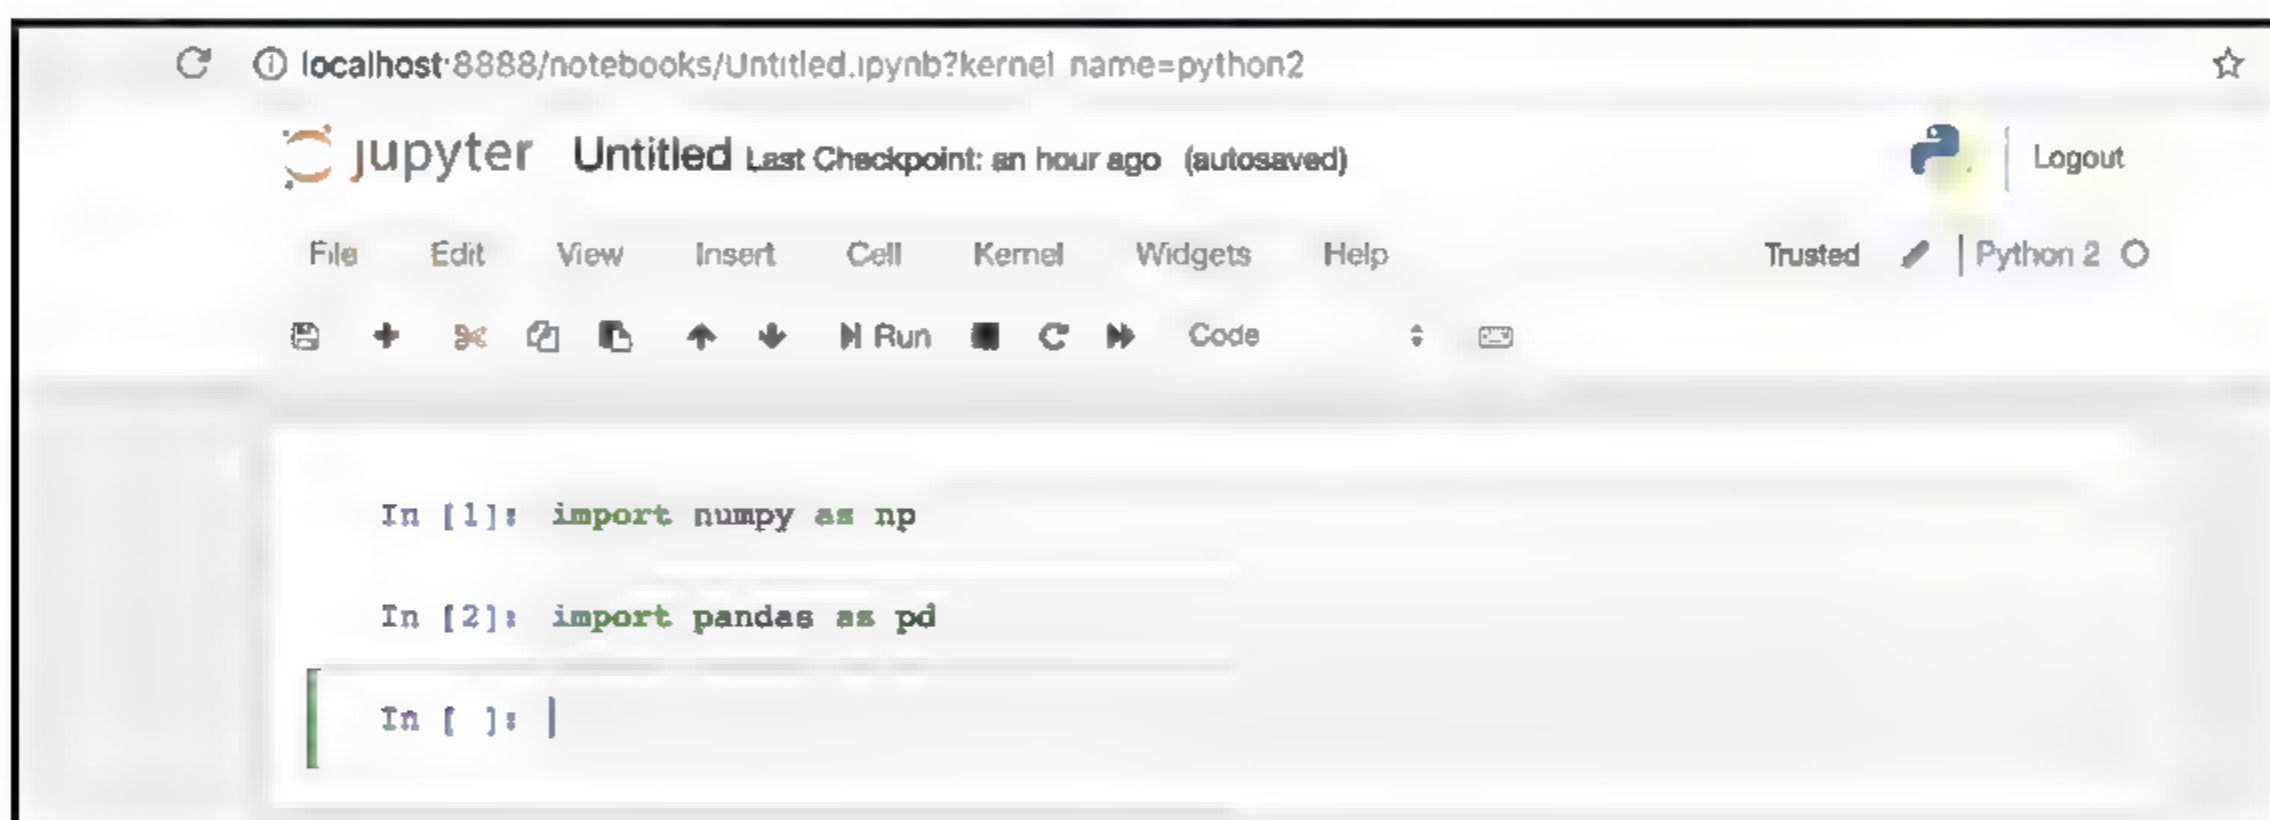 localhost:8888/notebooks/Untitled.ipynb?kernel_name=python2
jupyter Untitled Last Checkpoint: an hour ago (autosaved) Logout
File Edit View Insert Cell Kernel Widgets Help Trusted Python 2
Run Code
In [1]: import numpy as np
In [2]: import pandas as pd
In [ ]: